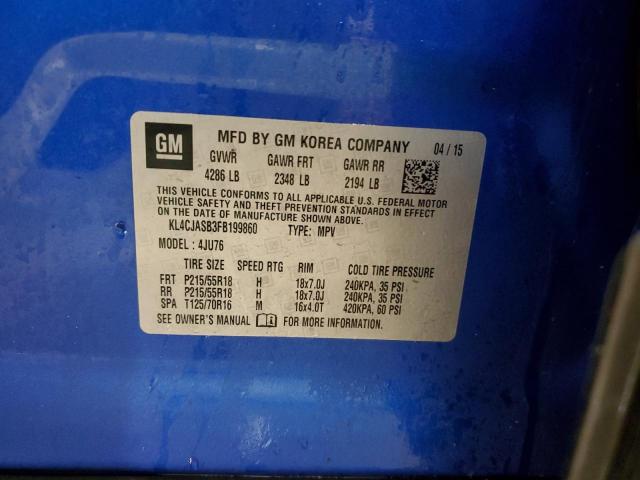 GM MFD BY GM KOREA COMPANY 04 / 15
GVWR GAWR FRT GAWR RR
4286 LB 2348 LB 2194 LB
THIS VEHICLE CONFORMS TO ALL APPLICABLE U.S. FEDERAL MOTOR
VEHICLE SAFETY AND THEFT PREVENTION STANDARDS IN EFFECT
ON THE DATE OF MANUFACTURE SHOWN ABOVE.
KL4CJASB3FB199860 TYPE: MPV
MODEL : 4JU76
TIRE SIZE SPEED RTG RIM COLD TIRE PRESSURE
FRT P215/55R18 H 18x7.0J 240KPA, 35 PSI
RR P215/55R18 H 18x7.0J 240KPA, 35 PSI
SPA T125/70R16 M 16x4.0T 420KPA, 60 PSI
SEE OWNER'S MANUAL FOR MORE INFORMATION.